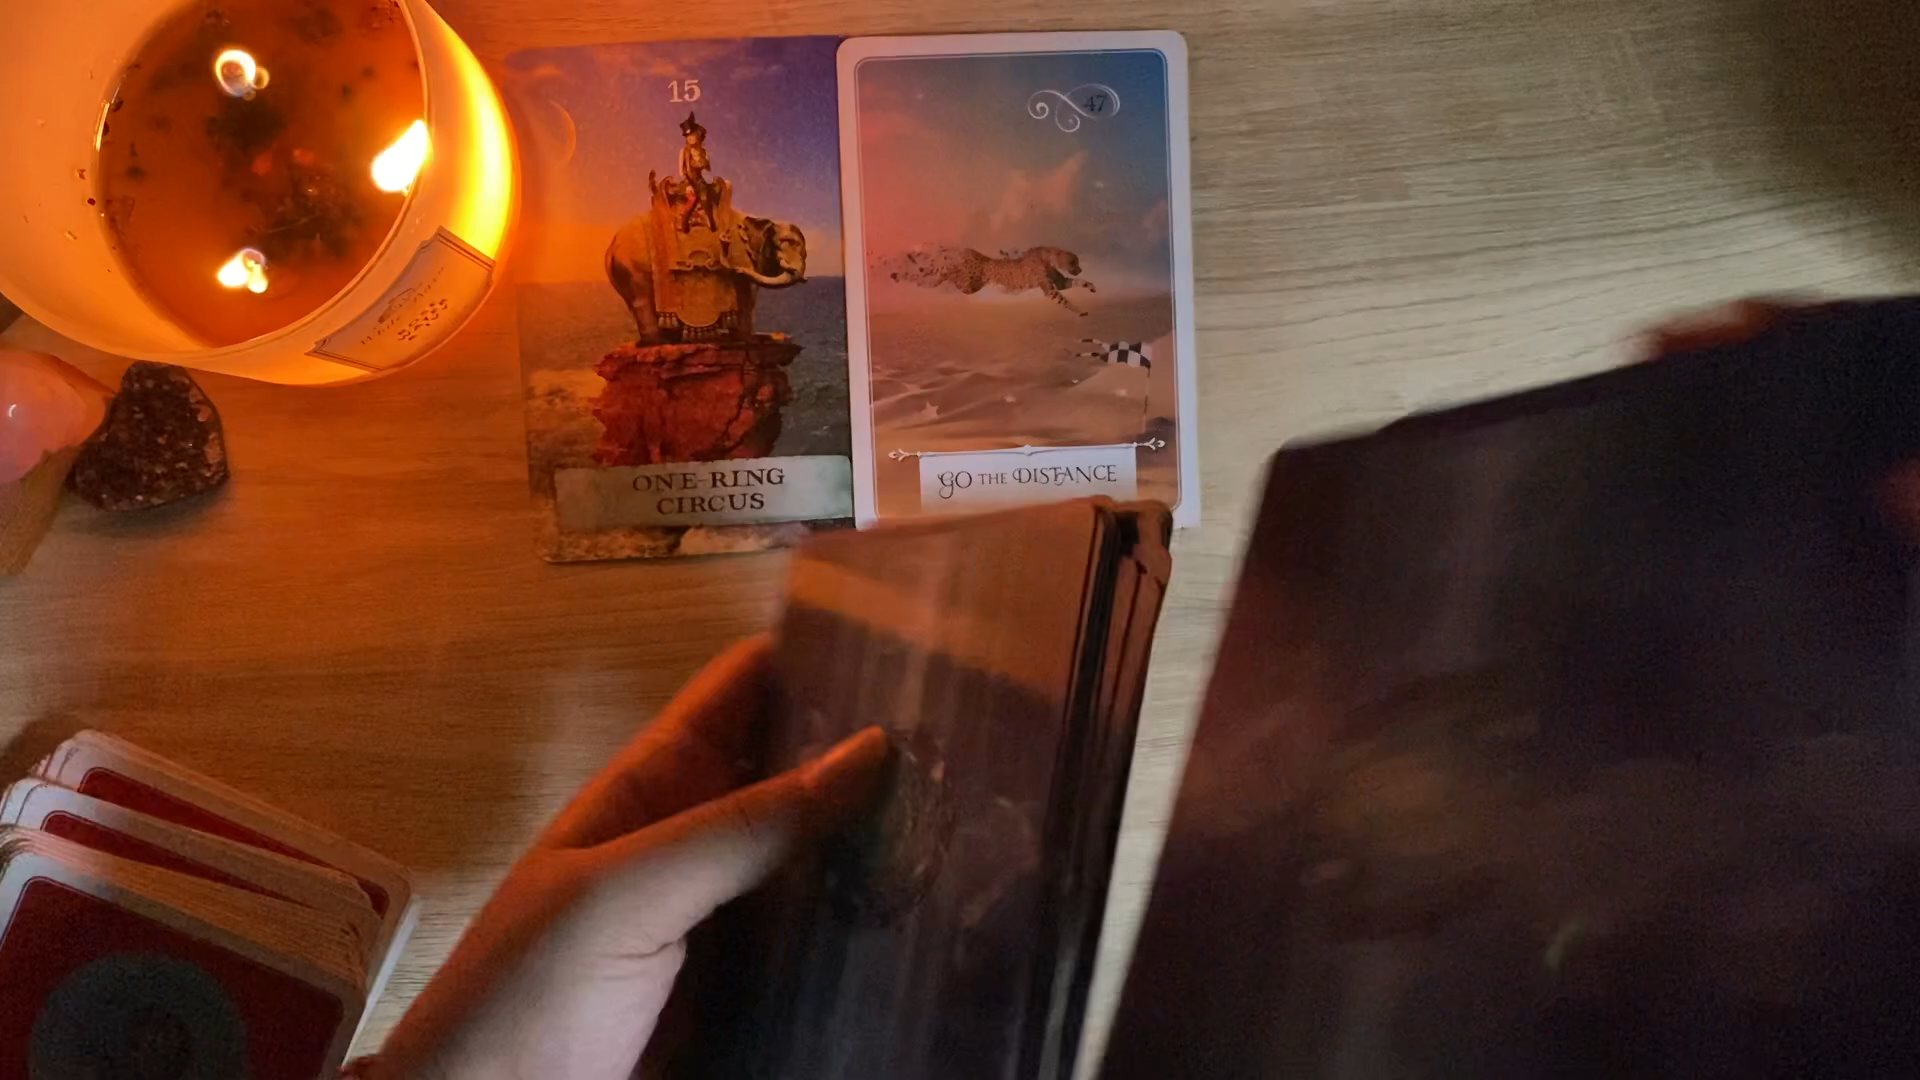 15
ONE-RING
CIRCUS
47
GO THE DISTANCE